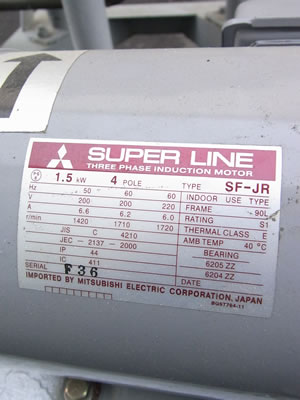 SUPER LINE
THREE PHASE INDUCTION MOTOR
1.5 kW 4 POLE TYPE SF-JR
Hz 50 60 60 INDOOR USE TYPE
V 200 200 220 FRAME 90L
A 6.6 6.2 6.0 RATING S1
r/min 1420 1710 1720 THERMAL CLASS E
JIS C 4210 AMB TEMP 40 °C
JEC-2137-2000 BEARING
IP 44 6205 ZZ
IC 411 6204 ZZ
SERIAL F36
IMPORTED BY MITSUBISHI ELECTRIC CORPORATION, JAPAN